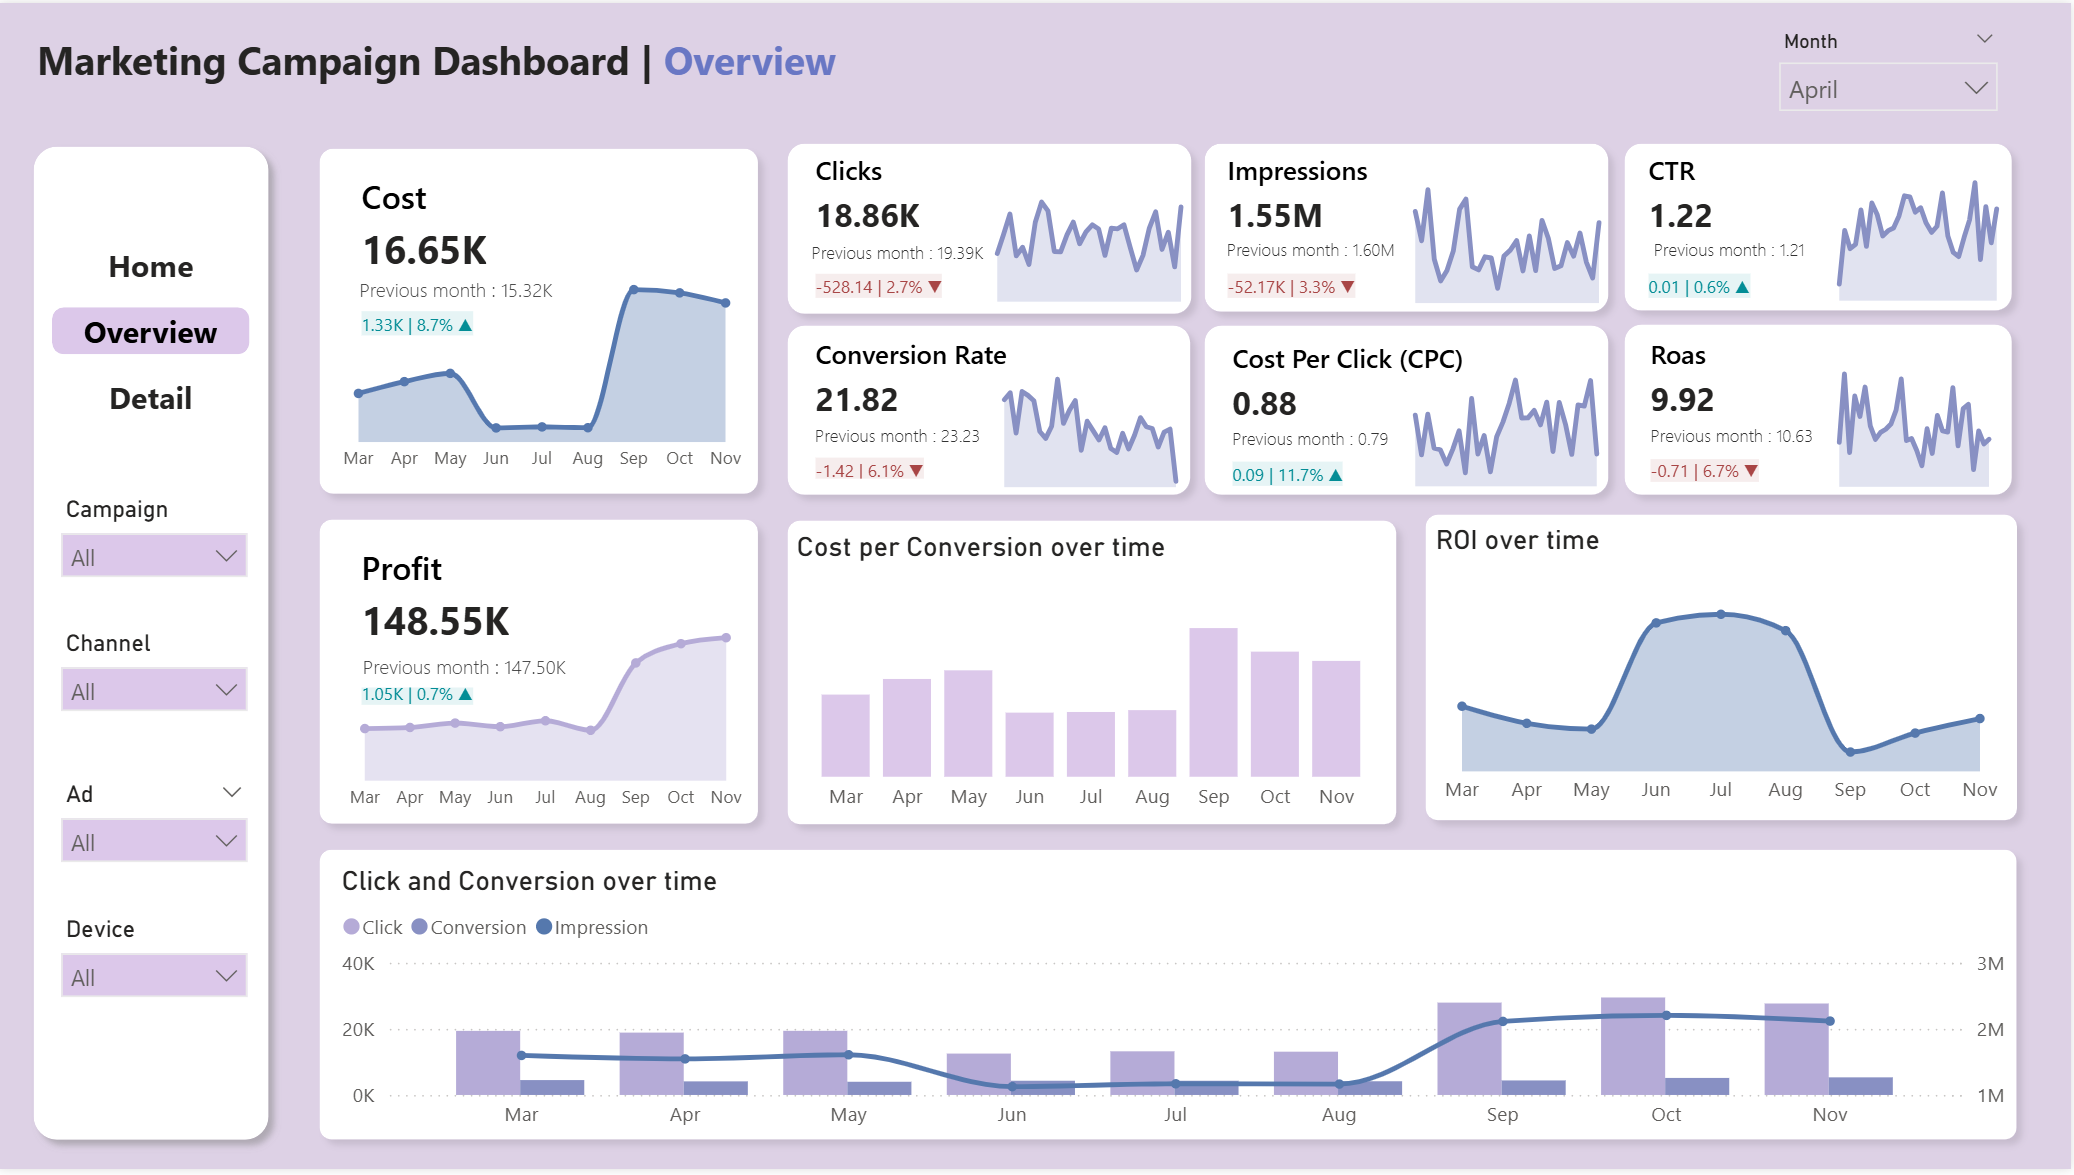 Marketing Campaign Dashboard | Overview
Month
April
Home
Overview
Detail
Campaign
All
Channel
All
Ad
All
Device
All
Cost
16.65K
Previous month : 15.32K
1.33K | 8.7% ▲
Mar Apr May Jun Jul Aug Sep Oct Nov
Clicks
18.86K
Previous month : 19.39K
-528.14 | 2.7% ▼
Impressions
1.55M
Previous month : 1.60M
-52.17K | 3.3% ▼
CTR
1.22
Previous month : 1.21
0.01 | 0.6% ▲
Conversion Rate
21.82
Previous month : 23.23
-1.42 | 6.1% ▼
Cost Per Click (CPC)
0.88
Previous month : 0.79
0.09 | 11.7% ▲
Roas
9.92
Previous month : 10.63
-0.71 | 6.7% ▼
Profit
148.55K
Previous month : 147.50K
1.05K | 0.7% ▲
Mar Apr May Jun Jul Aug Sep Oct Nov
Cost per Conversion over time
Mar Apr May Jun Jul Aug Sep Oct Nov
ROI over time
Mar Apr May Jun Jul Aug Sep Oct Nov
Click and Conversion over time
Click Conversion Impression
40K 3M
20K 2M
0K 1M
Mar Apr May Jun Jul Aug Sep Oct Nov